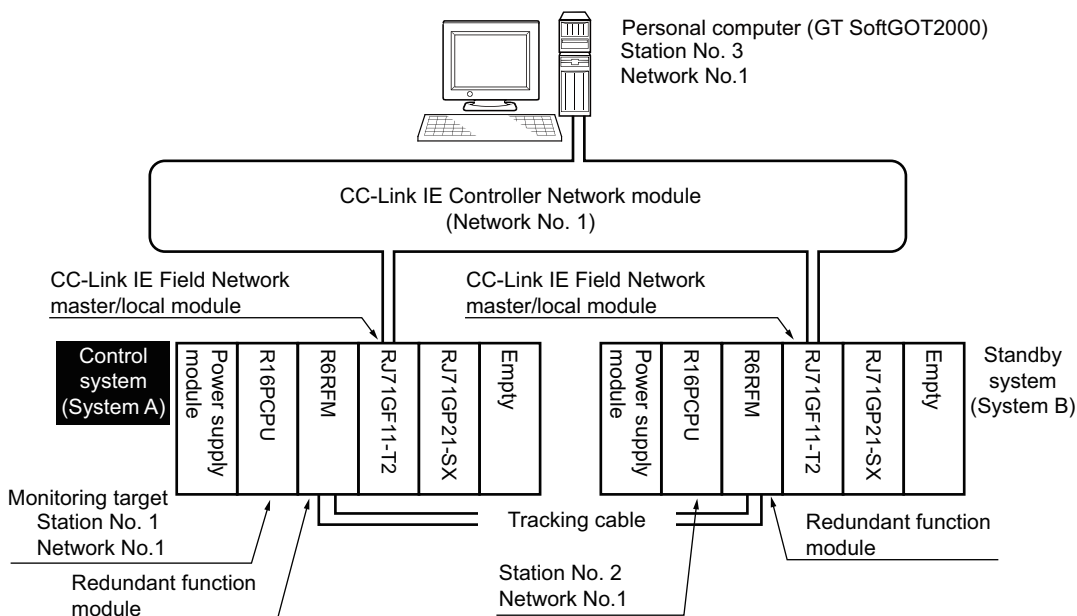 Personal computer (GT SoftGOT2000)
Station No. 3
Network No.1
CC-Link IE Controller Network module
(Network No. 1)
CC-Link IE Field Network
master/local module
CC-Link IE Field Network
master/local module
Control
system
(System A)
Power supply
module
R16PCPU
R6RFM
RJ71GF11-T2
RJ71GP21-SX
Empty
Power supply
module
R16PCPU
R6RFM
RJ71GF11-T2
RJ71GP21-SX
Empty
Standby
system
(System B)
Monitoring target
Station No. 1
Network No.1
Tracking cable
Redundant function
module
Redundant function
module
Station No. 2
Network No.1